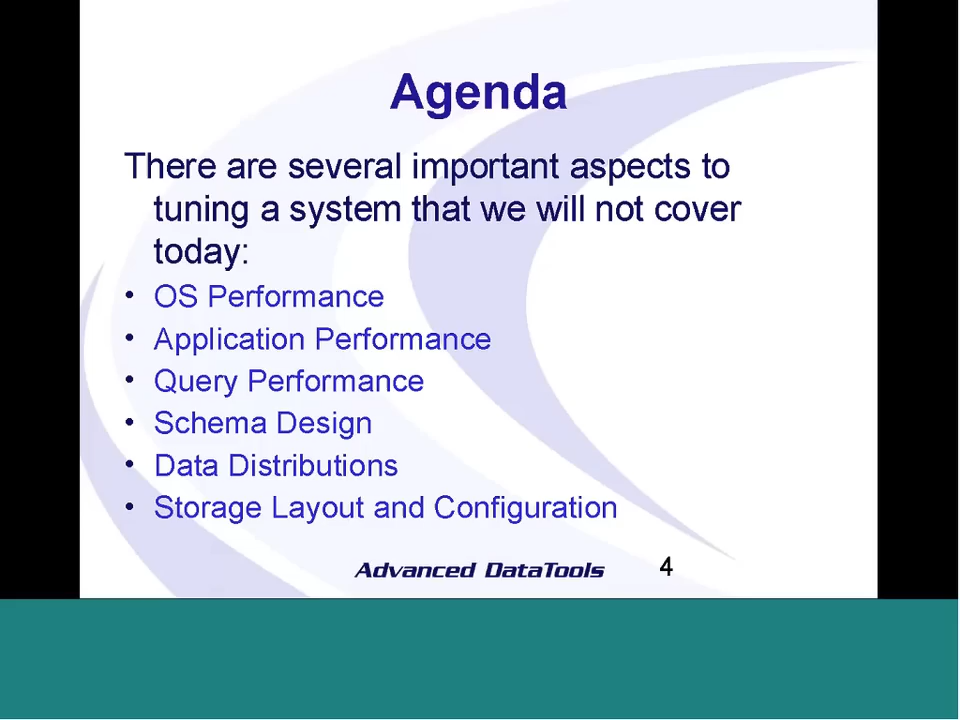 Agenda
There are several important aspects to
tuning a system that we will not cover
today:
• OS Performance
• Application Performance
• Query Performance
• Schema Design
• Data Distributions
• Storage Layout and Configuration
Advanced DataTools 4